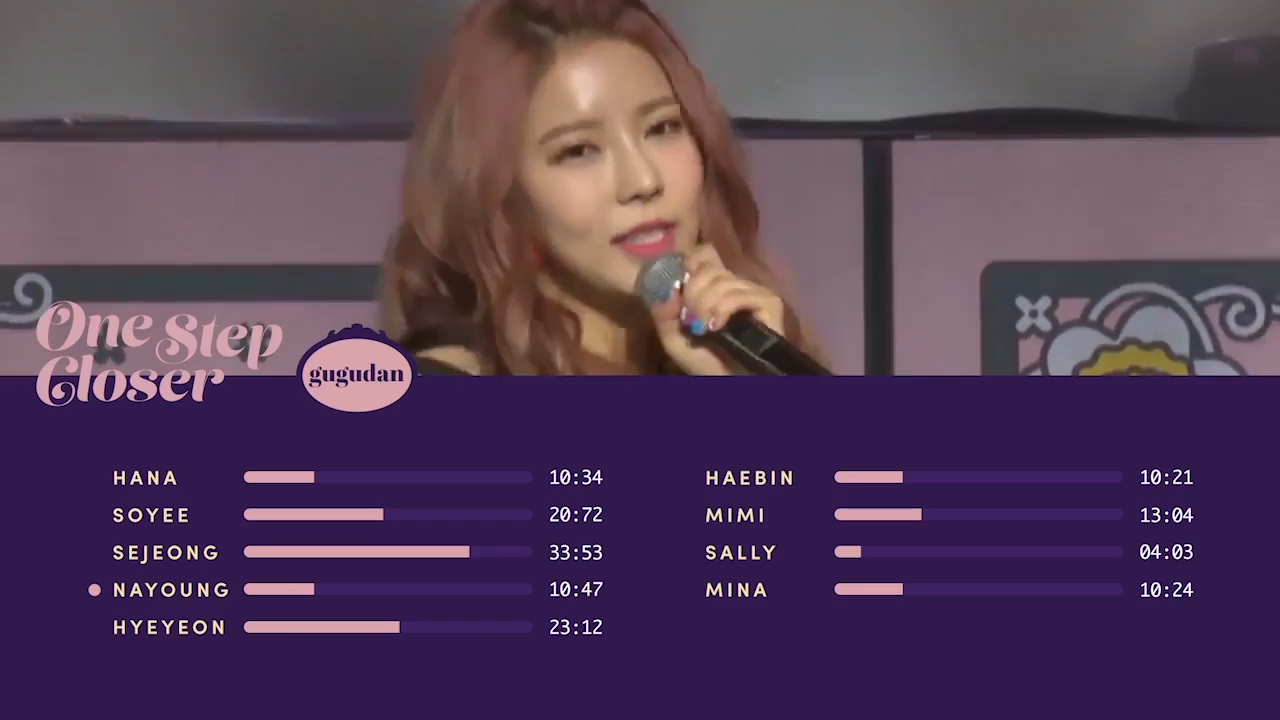 One Step
Closer
gugudan
HANA 10:34
SOYEE 20:72
SEJEONG 33:53
NAYOUNG 10:47
HYEYEON 23:12
HAEBIN 10:21
MIMI 13:04
SALLY 04:03
MINA 10:24